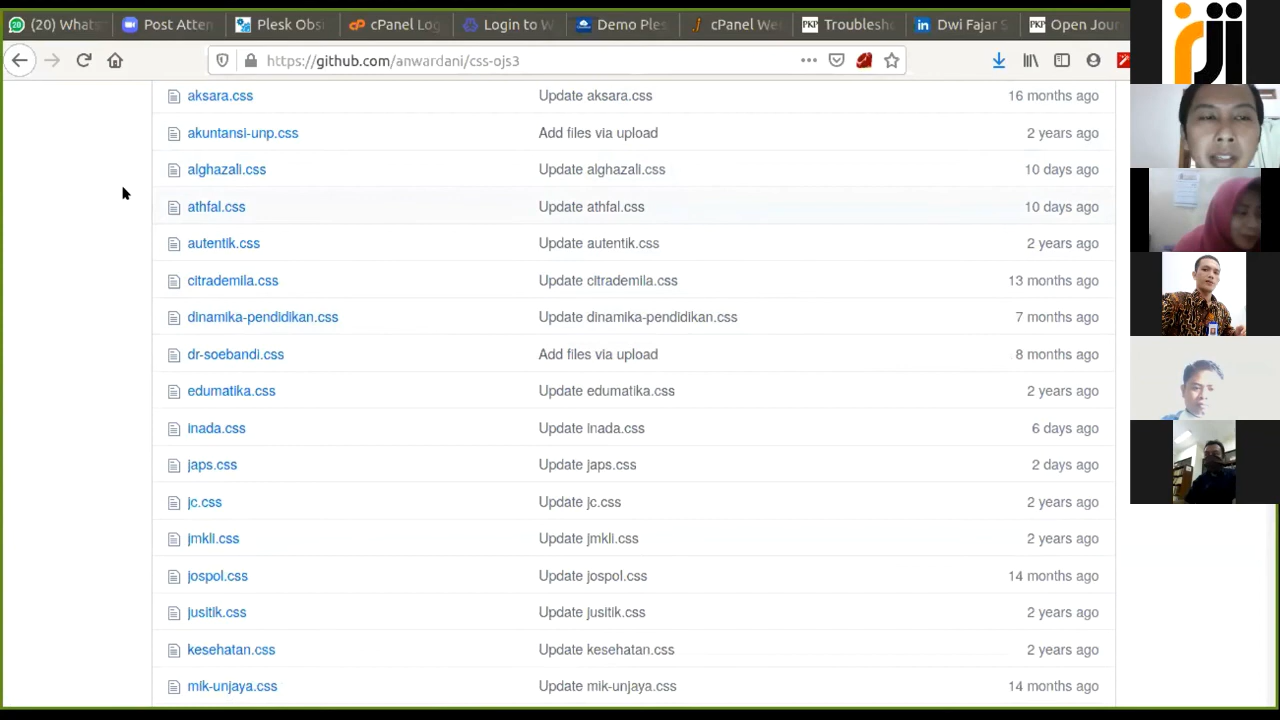 (20) Whats
Post Atten
Plesk Obs
cPanel Log
Login to W
Demo Ples
cPanel We
Troublesh
Dwi Fajar S
Open Jour
https://github.com/anwardani/css-ojs3
aksara.css Update aksara.css 16 months ago
akuntansi-unp.css Add files via upload 2 years ago
alghazali.css Update alghazali.css 10 days ago
athfal.css Update athfal.css 10 days ago
autentik.css Update autentik.css 2 years ago
citrademila.css Update citrademila.css 13 months ago
dinamika-pendidikan.css Update dinamika-pendidikan.css 7 months ago
dr-soebandi.css Add files via upload 8 months ago
edumatika.css Update edumatika.css 2 years ago
inada.css Update inada.css 6 days ago
japs.css Update japs.css 2 days ago
jc.css Update jc.css 2 years ago
jmkli.css Update jmkli.css 2 years ago
jospol.css Update jospol.css 14 months ago
jusitik.css Update jusitik.css 2 years ago
kesehatan.css Update kesehatan.css 2 years ago
mik-unjaya.css Update mik-unjaya.css 14 months ago
rji